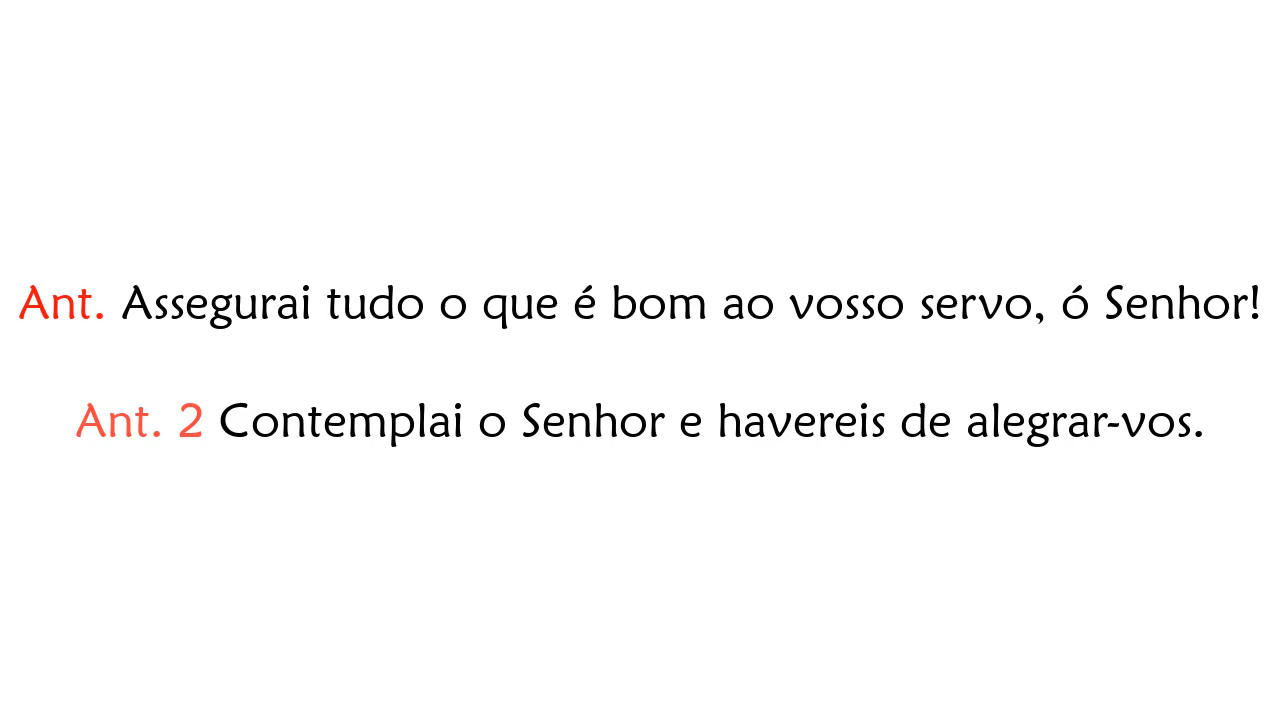 Ant. Assegurai tudo o que é bom ao vosso servo, ó Senhor!
Ant. 2 Contemplai o Senhor e havereis de alegrar-vos.